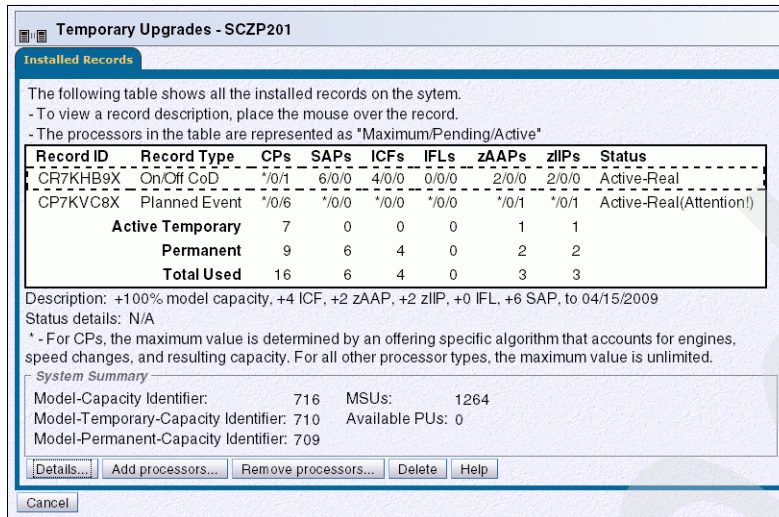 Temporary Upgrades - SCZP201
Installed Records
The following table shows all the installed records on the sytem.
- To view a record description, place the mouse over the record.
- The processors in the table are represented as "Maximum/Pending/Active"
Record ID Record Type CPs SAPs ICFs IFLs zAAPs zIIPs Status
CR7KHB9X On/Off CoD */0/1 6/0/0 4/0/0 0/0/0 2/0/0 2/0/0 Active-Real
CP7KVC8X Planned Event */0/6 */0/0 */0/0 */0/0 */0/1 */0/1 Active-Real(Attention!)
Active Temporary 7 0 0 0 1 1
Permanent 9 6 4 0 2 2
Total Used 16 6 4 0 3 3
Description: +100% model capacity, +4 ICF, +2 zAAP, +2 zIIP, +0 IFL, +6 SAP, to 04/15/2009
Status details: N/A
* - For CPs, the maximum value is determined by an offering specific algorithm that accounts for engines,
speed changes, and resulting capacity. For all other processor types, the maximum value is unlimited.
System Summary
Model-Capacity Identifier: 716 MSUs: 1264
Model-Temporary-Capacity Identifier: 710 Available PUs: 0
Model-Permanent-Capacity Identifier: 709
Details... Add processors... Remove processors... Delete Help
Cancel